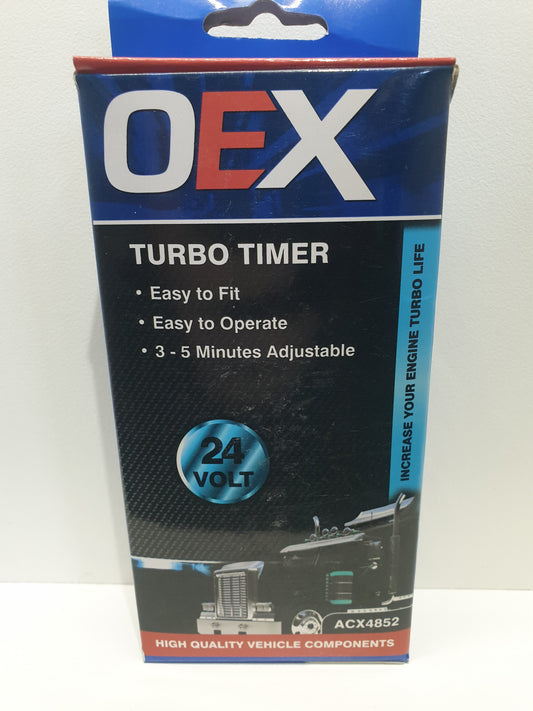 OEX
TURBO TIMER
• Easy to Fit
• Easy to Operate
• 3 - 5 Minutes Adjustable
INCREASE YOUR ENGINE TURBO LIFE
24
VOLT
ACX4852
HIGH QUALITY VEHICLE COMPONENTS